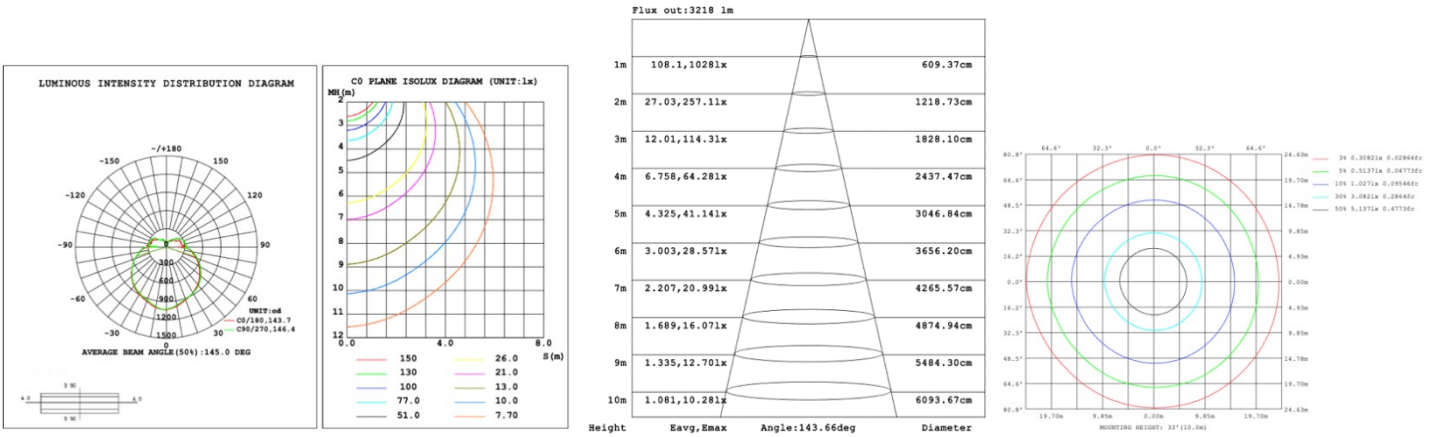 LUMINOUS INTENSITY DISTRIBUTION DIAGRAM
-/+180
-150 150
-120 120
-90 0 90
300
600
-60 900 60
1200
-30 1500 30
0
UNIT:cd
C0/180,143.7
C90/270,146.4
AVERAGE BEAM ANGLE(50%):145.0 DEG
C0 PLANE ISOLUX DIAGRAM (UNIT:lx)
MH(m)
2
3
4
5
6
7
8
9
10
11
12
0.0 4.0 8.0
S(m)
150 26.0
130 21.0
100 13.0
77.0 10.0
51.0 7.70
Flux out:3218 lm
1m 108.1,1028lx 609.37cm
2m 27.03,257.1lx 1218.73cm
3m 12.01,114.3lx 1828.10cm
4m 6.758,64.28lx 2437.47cm
5m 4.325,41.14lx 3046.84cm
6m 3.003,28.57lx 3656.20cm
7m 2.207,20.99lx 4265.57cm
8m 1.689,16.07lx 4874.94cm
9m 1.335,12.70lx 5484.30cm
10m 1.081,10.28lx 6093.67cm
Height Eavg,Emax Angle:143.66deg Diameter
64.6° 32.3° 0.0° 32.3° 64.6°
80.8° 24.63m
64.6° 19.70m
48.5° 14.78m
32.3° 9.85m
16.2° 4.93m
0.0° 0.00m
16.2° 4.93m
32.3° 9.85m
48.5° 14.78m
64.6° 19.70m
80.8° 24.63m
19.70m 9.85m 0.00m 9.85m 19.70m
MOUNTING HEIGHT: 33'(10.0m)
3% 0.3082lx 0.02864fc
5% 0.5137lx 0.04773fc
10% 1.027lx 0.09546fc
30% 3.082lx 0.2864fc
50% 5.137lx 0.4773fc